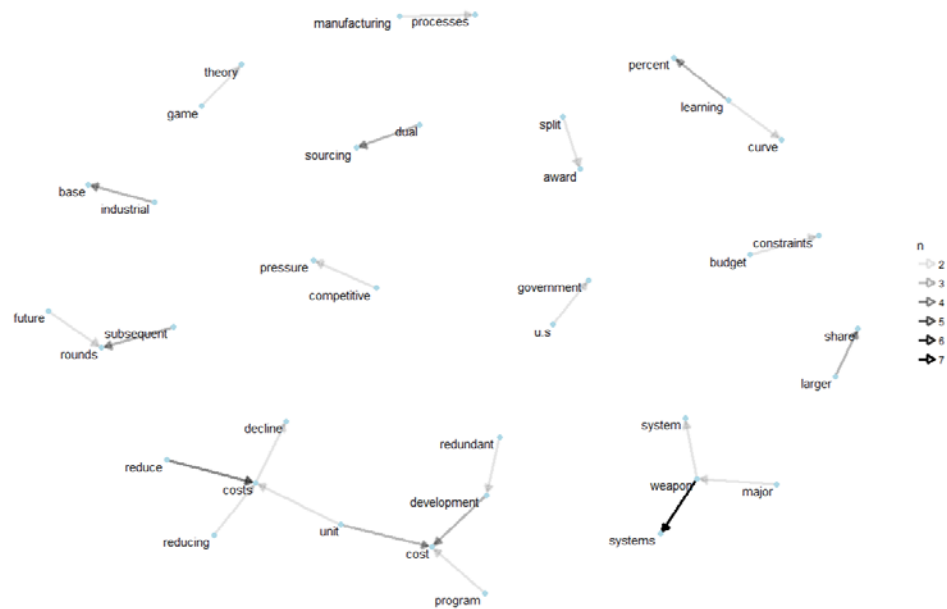 manufacturing
processes
theory
percent
game
learning
dual
split
sourcing
curve
award
base
industrial
constraints
n
budget
pressure
2
government
competitive
3
4
future
subsequent
u.s
5
share
rounds
6
7
larger
decline
system
redundant
reduce
costs
weapon
major
development
unit
reducing
systems
cost
program